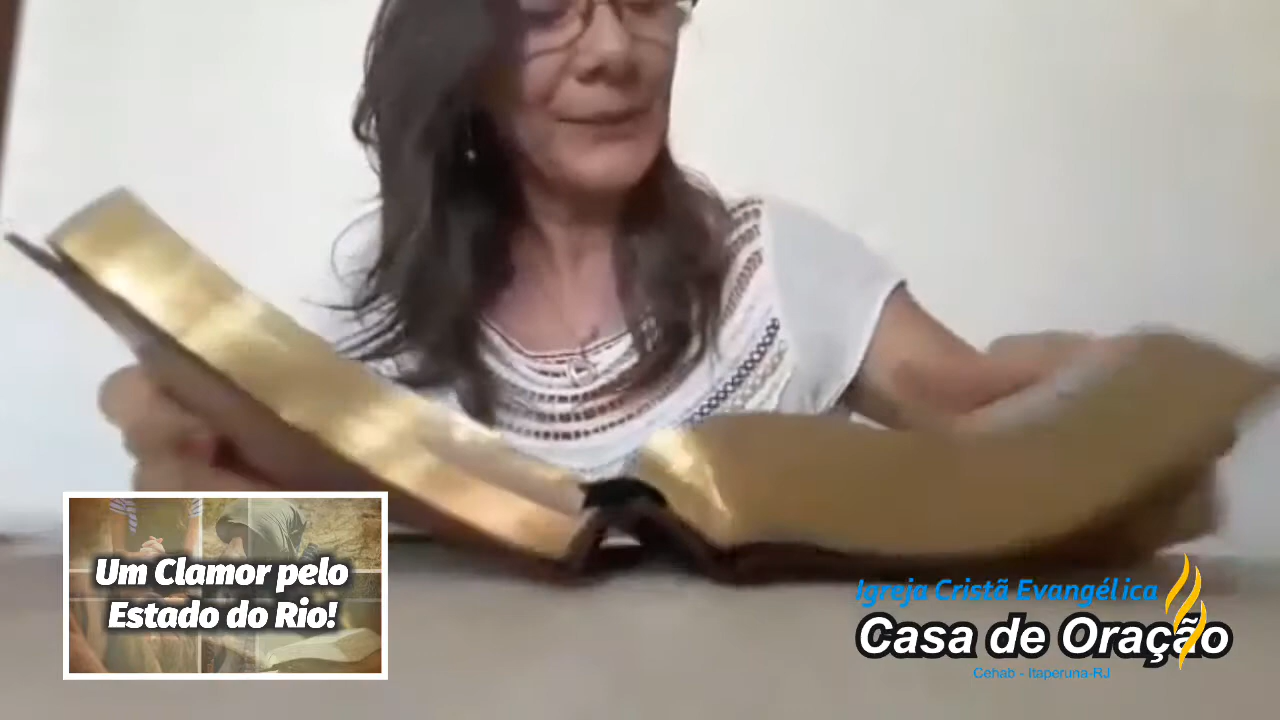 Um Clamor pelo
Estado do Rio!
Igreja Cristã Evangélica
Casa de Oração
Cehab - Itaperuna-RJ